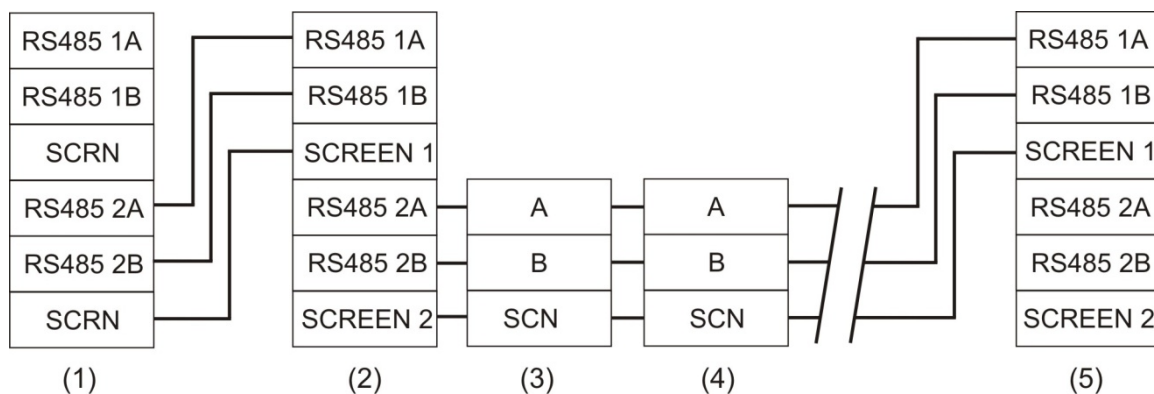 RS485 1A
RS485 1B
SCRN
RS485 2A
RS485 2B
SCRN
(1)
RS485 1A
RS485 1B
SCREEN 1
RS485 2A
RS485 2B
SCREEN 2
(2)
A
B
SCN
(3)
A
B
SCN
(4)
RS485 1A
RS485 1B
SCREEN 1
RS485 2A
RS485 2B
SCREEN 2
(5)